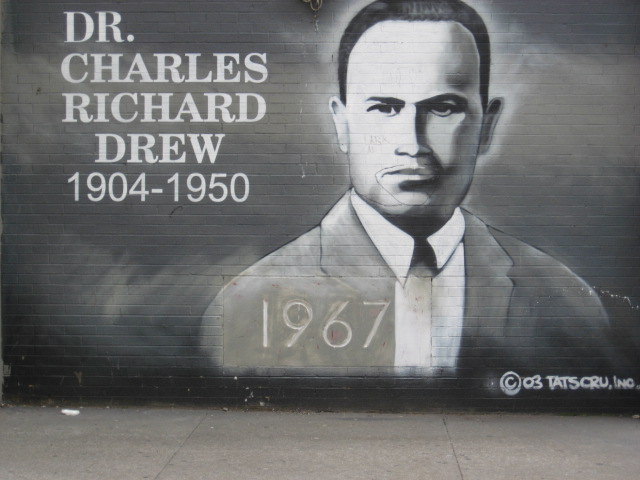 DR.
CHARLES
RICHARD
DREW
1904-1950
1967
© 03 TATSCRU, INC.